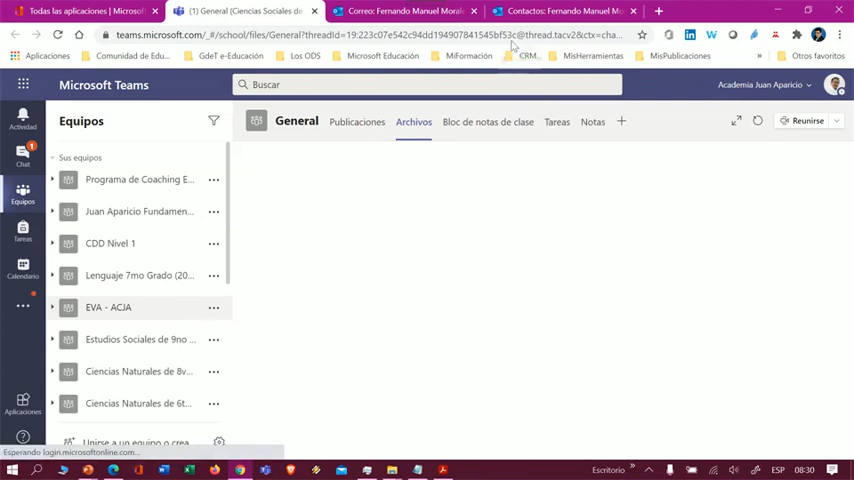 Todas las aplicaciones | J
(1) General (Ciencias Sociales de
Correo: Fernando Manuel Morale
Contactos: Fernando Manuel Mo
teams.microsoft.com/_#/school/files/General?threadId=19:223c07e542c94dd194907841545bf53c@thread.tacv2&ctx=cha...
Aplicaciones
Comunidad de Edu...
GdeT e-Educación
Los ODS
Microsoft Educación
MiFormación
CRM
MisHerramientas
MisPublicaciones
Otros favoritos
Microsoft Teams
Buscar
Academia Juan Aparicio
Actividad
Chat
1
Equipos
Tareas
Calendario
Aplicaciones
Equipos
Sus equipos
Programa de Coaching E...
Juan Aparicio Fundamen...
CDD Nivel 1
Lenguaje 7mo Grado (20...
EVA - ACJA
Estudios Sociales de 9no ...
Ciencias Naturales de 8v...
Ciencias Naturales de 6t...
Unirse a un equipo o crea
General
Publicaciones
Archivos
Bloc de notas de clase
Tareas
Notas
Reunirse
Esperando login.microsoftonline.com...
Escritorio
ESP
08:30